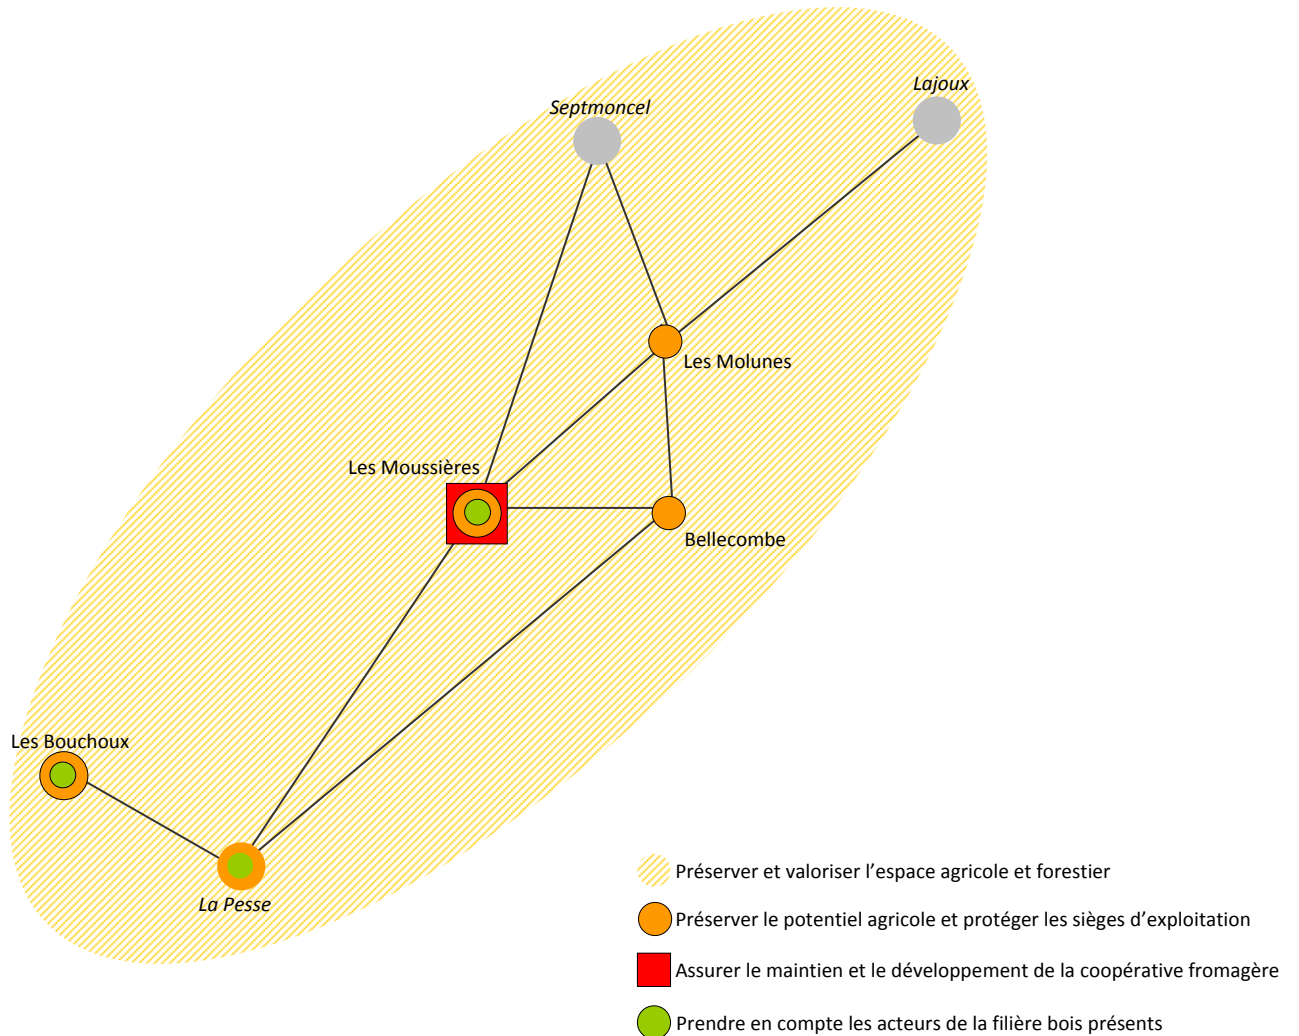 Lajoux
Septmoncel
Les Molunes
Les Moussières
Bellecombe
Les Bouchoux
La Pesse
Préserver et valoriser l’espace agricole et forestier
Préserver le potentiel agricole et protéger les sièges d’exploitation
Assurer le maintien et le développement de la coopérative fromagère
Prendre en compte les acteurs de la filière bois présents